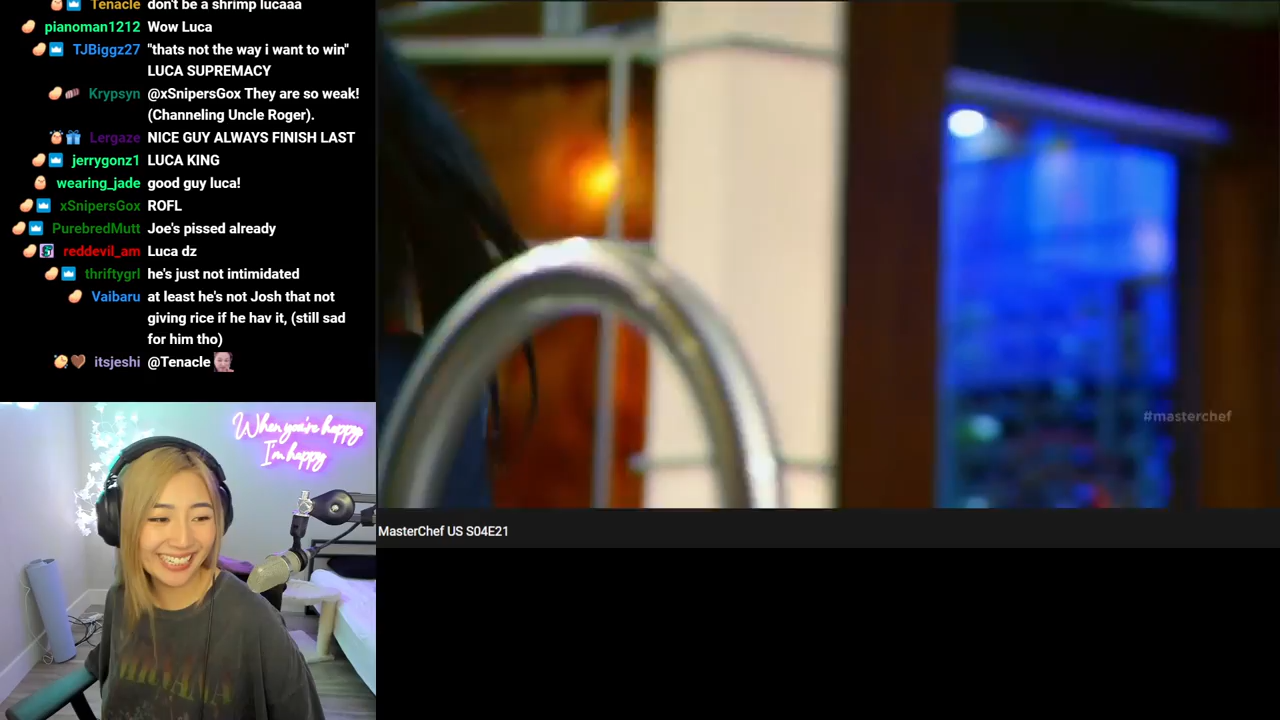 Tenacle don't be a shrimp lucaaa
pianoman1212 Wow Luca
TJBiggz27 "thats not the way i want to win"
LUCA SUPREMACY
Krypsyn @xSnipersGox They are so weak!
(Channeling Uncle Roger).
Lergaze NICE GUY ALWAYS FINISH LAST
jerrygonz1 LUCA KING
wearing_jade good guy luca!
xSnipersGox ROFL
PurebredMutt Joe's pissed already
reddevil_am Luca dz
thriftygrl he's just not intimidated
Vaibaru at least he's not Josh that not
giving rice if he hav it, (still sad
for him tho)
itsjeshi @Tenacle
When you're happy
I'm happy
#masterchef
MasterChef US S04E21
NIRVANA